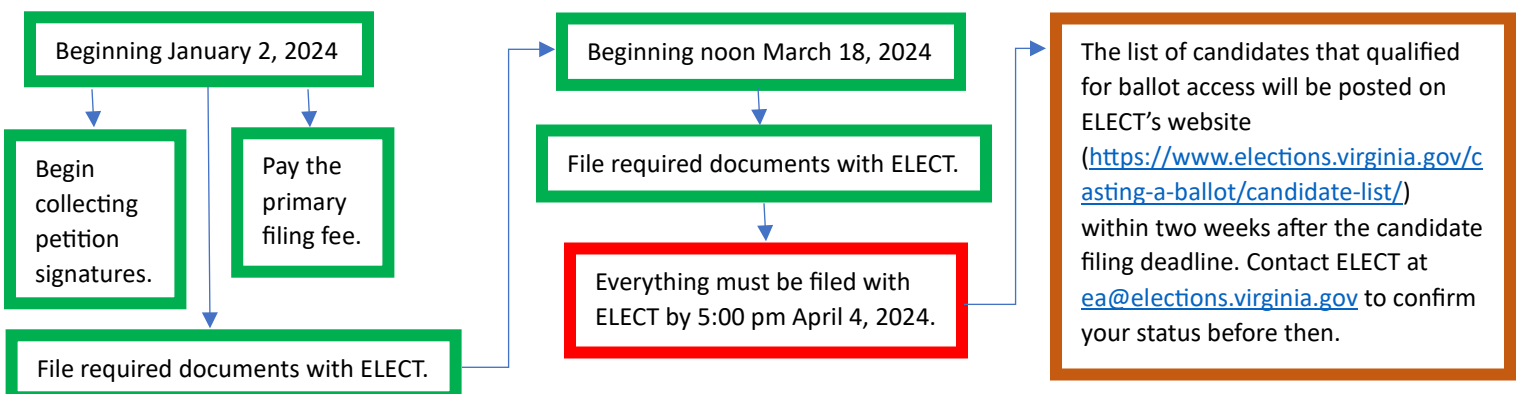 Beginning January 2, 2024
Begin
collecting
petition
signatures.
Pay the
primary
filing fee.
File required documents with ELECT.
Beginning noon March 18, 2024
File required documents with ELECT.
Everything must be filed with
ELECT by 5:00 pm April 4, 2024.
The list of candidates that qualified
for ballot access will be posted on
ELECT’s website
(https://www.elections.virginia.gov/c
asting-a-ballot/candidate-list/)
within two weeks after the candidate
filing deadline. Contact ELECT at
ea@elections.virginia.gov to confirm
your status before then.